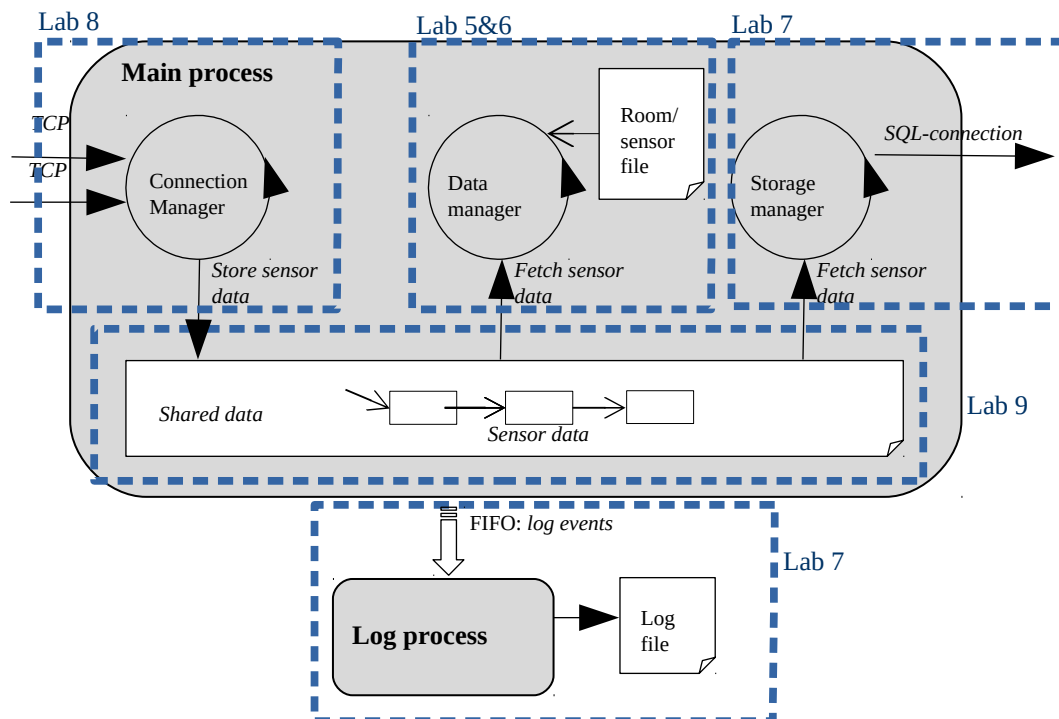 Lab 8
Lab 5&6
Lab 7
Main process
TCP
TCP
Connection
Manager
Data
manager
Room/
sensor
file
Storage
manager
SQL-connection
Store sensor
data
Fetch sensor
data
Fetch sensor
data
Shared data
Sensor data
Lab 9
FIFO: log events
Lab 7
Log process
Log
file